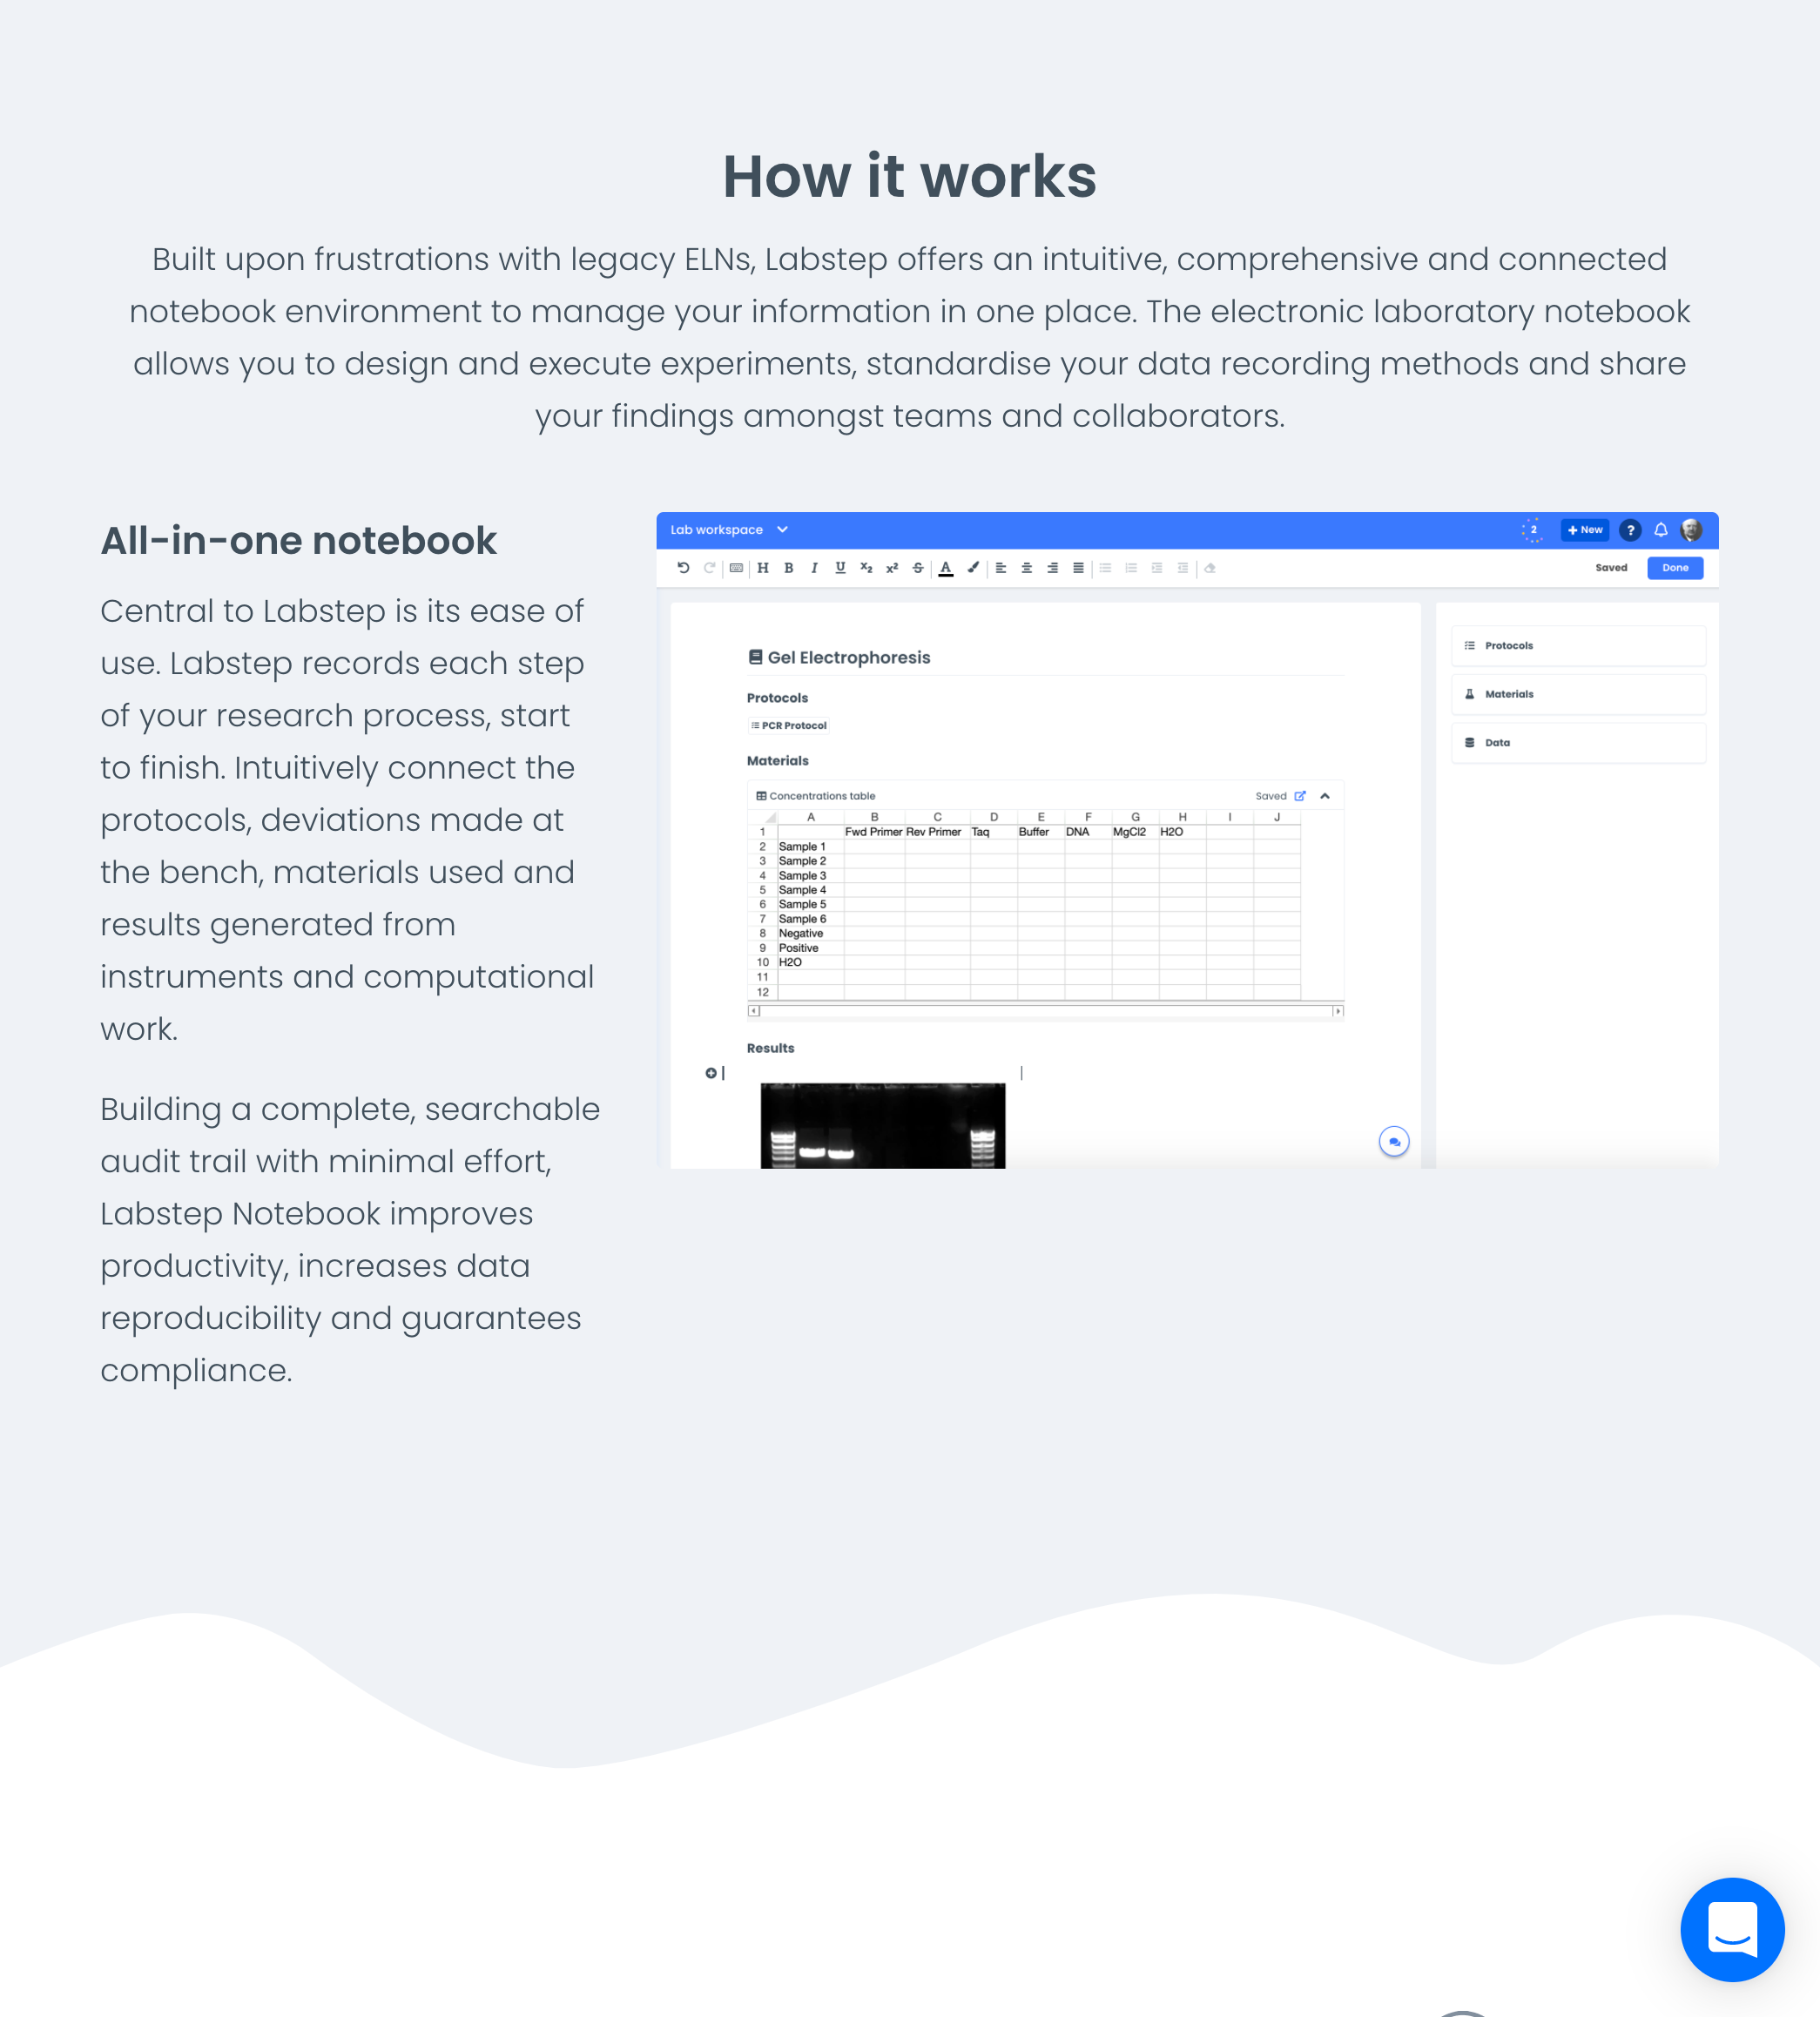 How it works
Built upon frustrations with legacy ELNs, Labstep offers an intuitive, comprehensive and connected
notebook environment to manage your information in one place. The electronic laboratory notebook
allows you to design and execute experiments, standardise your data recording methods and share
your findings amongst teams and collaborators.
All-in-one notebook
Central to Labstep is its ease of
use. Labstep records each step
of your research process, start
to finish. Intuitively connect the
protocols, deviations made at
the bench, materials used and
results generated from
instruments and computational
work.
Building a complete, searchable
audit trail with minimal effort,
Labstep Notebook improves
productivity, increases data
reproducibility and guarantees
compliance.
Lab workspace 2 + New ?
H B I U X₂ x² S A Saved Done
Gel Electrophoresis
Protocols
PCR Protocol
Materials
Concentrations table Saved
A B C D E F G H I J
1 Fwd Primer Rev Primer Taq Buffer DNA MgCl2 H2O
2 Sample 1
3 Sample 2
4 Sample 3
5 Sample 4
6 Sample 5
7 Sample 6
8 Negative
9 Positive
10 H2O
11
12
Results
Protocols
Materials
Data